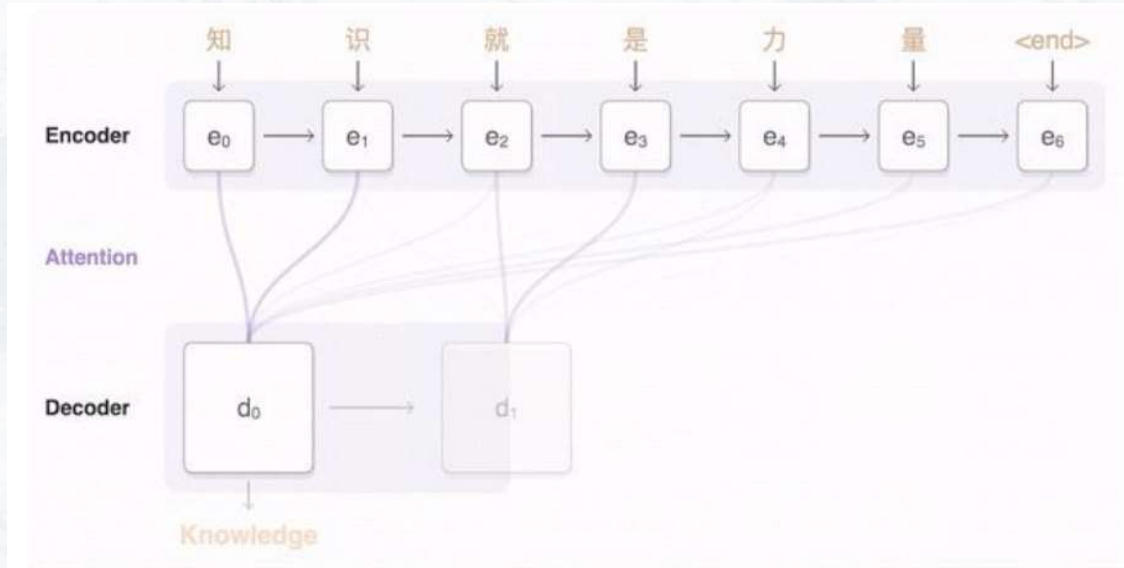 知 识 就 是 力 量 <end>
Encoder e₀ e₁ e₂ e₃ e₄ e₅ e₆
Attention
Decoder d₀ d₁
Knowledge